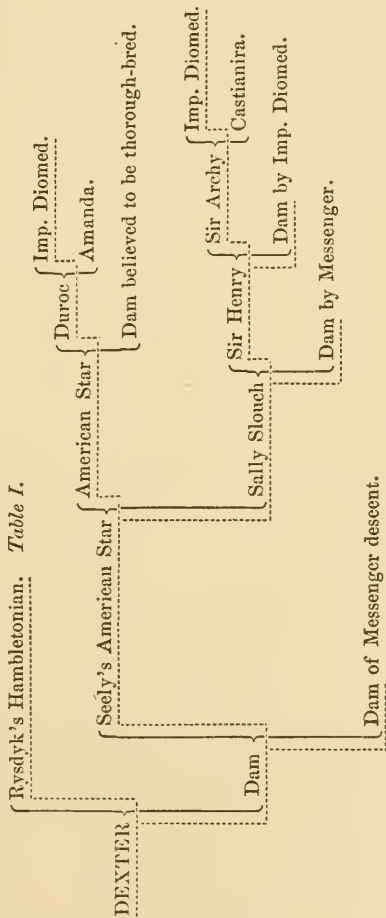 Rysdyk's Hambletonian. Table I.
Imp. Diomed.
Duroc
American Star
Amanda.
Seely's American Star
DEXTER
Dam believed to be thorough-bred.
Imp. Diomed.
Sir Archy
Castianira.
Sir Henry
Dam
Sally Slouch
Dam by Imp. Diomed.
Dam by Messenger.
Dam of Messenger descent.